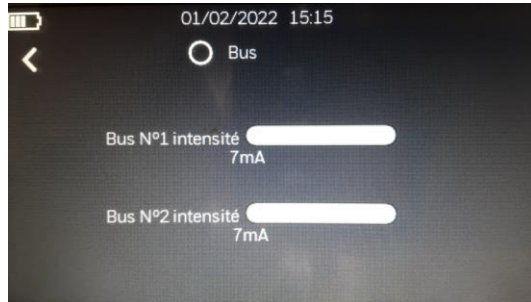 01/02/2022 15:15
Bus
Bus Nº1 intensité
7mA
Bus Nº2 intensité
7mA